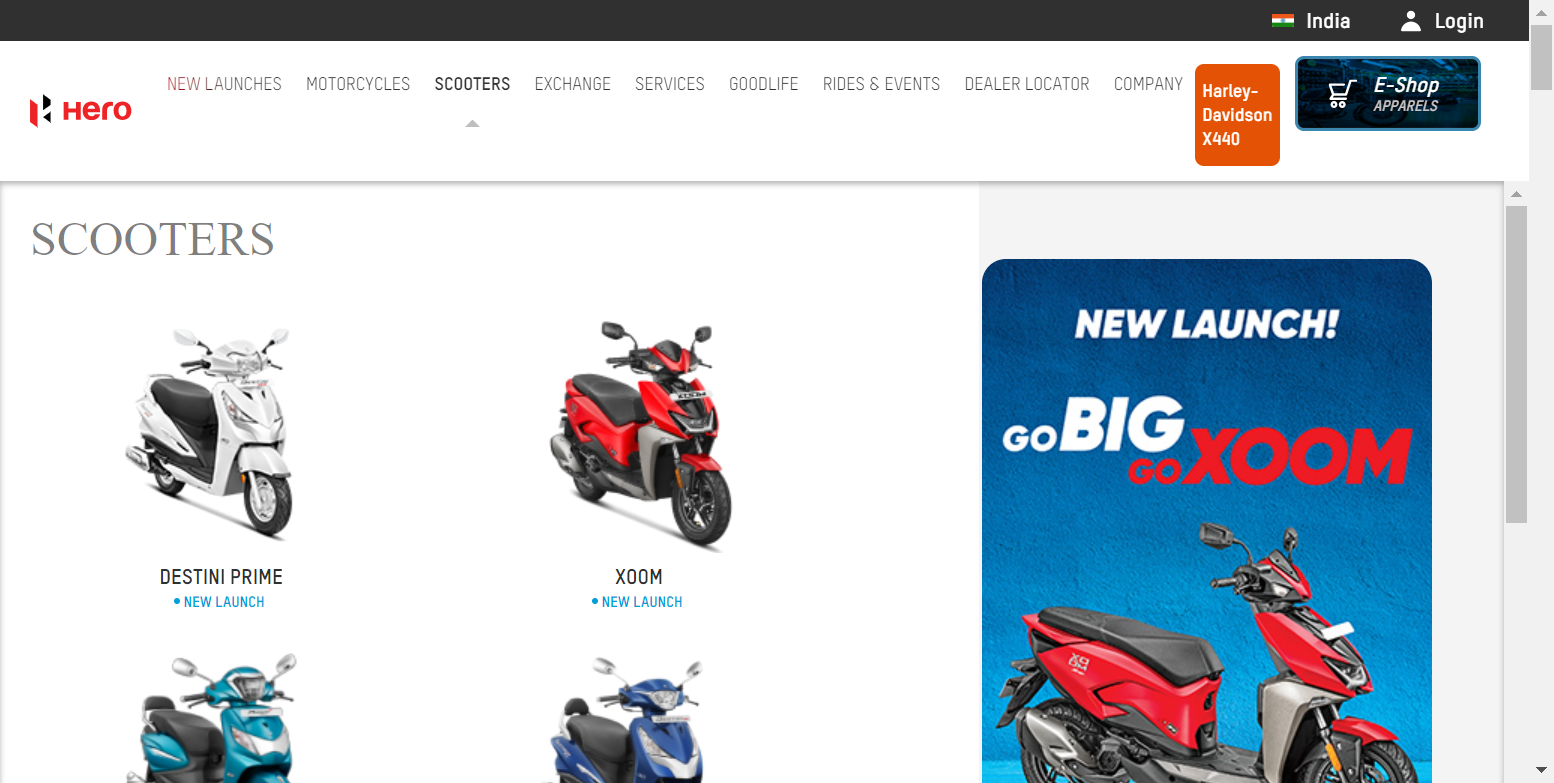 India
Login
Hero
NEW LAUNCHES
MOTORCYCLES
SCOOTERS
EXCHANGE
SERVICES
GOODLIFE
RIDES & EVENTS
DEALER LOCATOR
COMPANY
Harley-
Davidson
X440
E-Shop
APPARELS
SCOOTERS
DESTINI PRIME
• NEW LAUNCH
XOOM
• NEW LAUNCH
NEW LAUNCH!
GO BIG
GO XOOM